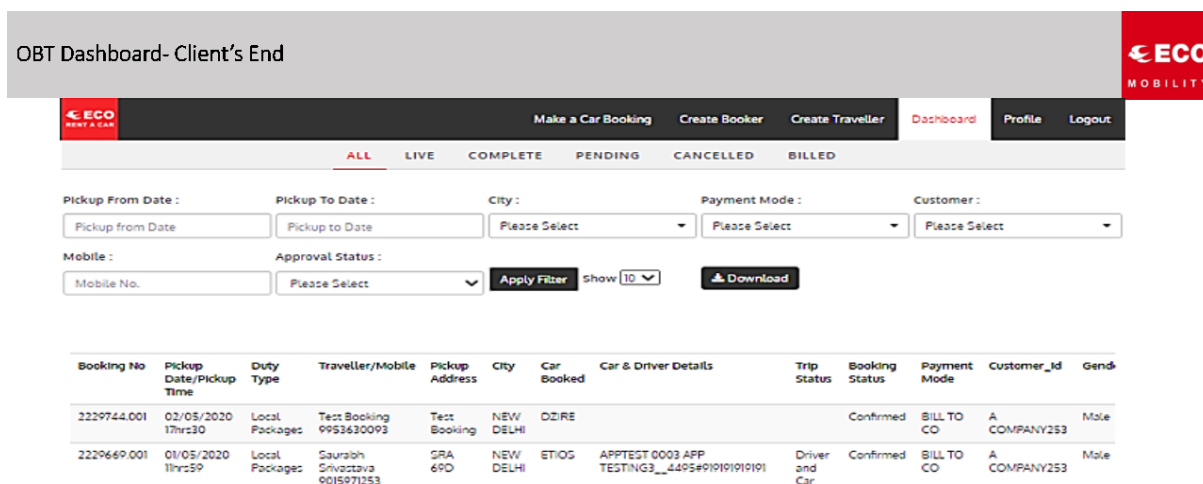 OBT Dashboard- Client's End
ECO
MOBILITY
ECO
RENT A CAR
Make a Car Booking Create Booker Create Traveller Dashboard Profile Logout
ALL LIVE COMPLETE PENDING CANCELLED BILLED
Pickup From Date : Pickup To Date : City : Payment Mode : Customer :
Pickup from Date Pickup to Date Please Select Please Select Please Select
Mobile : Approval Status :
Mobile No. Please Select Apply Filter Show 10 Download
Booking No Pickup Duty Traveller/Mobile Pickup City Car Car & Driver Details Trip Booking Payment Customer_Id Gend
Date/Pickup Type Address Booked Status Status Mode
Time
2229744.001 02/05/2020 Local Test Booking Test NEW DZIRE Confirmed BILL TO A Male
17hrs30 Packages 9953630093 Booking DELHI CO COMPANY253
2229669.001 01/05/2020 Local Saurabh SRA NEW ETIOS APPTEST 0003 APP Driver Confirmed BILL TO A Male
11hrs59 Packages Srivastava 69D DELHI TESTING3__4495#919191919191 and CO COMPANY253
9015971253 Car